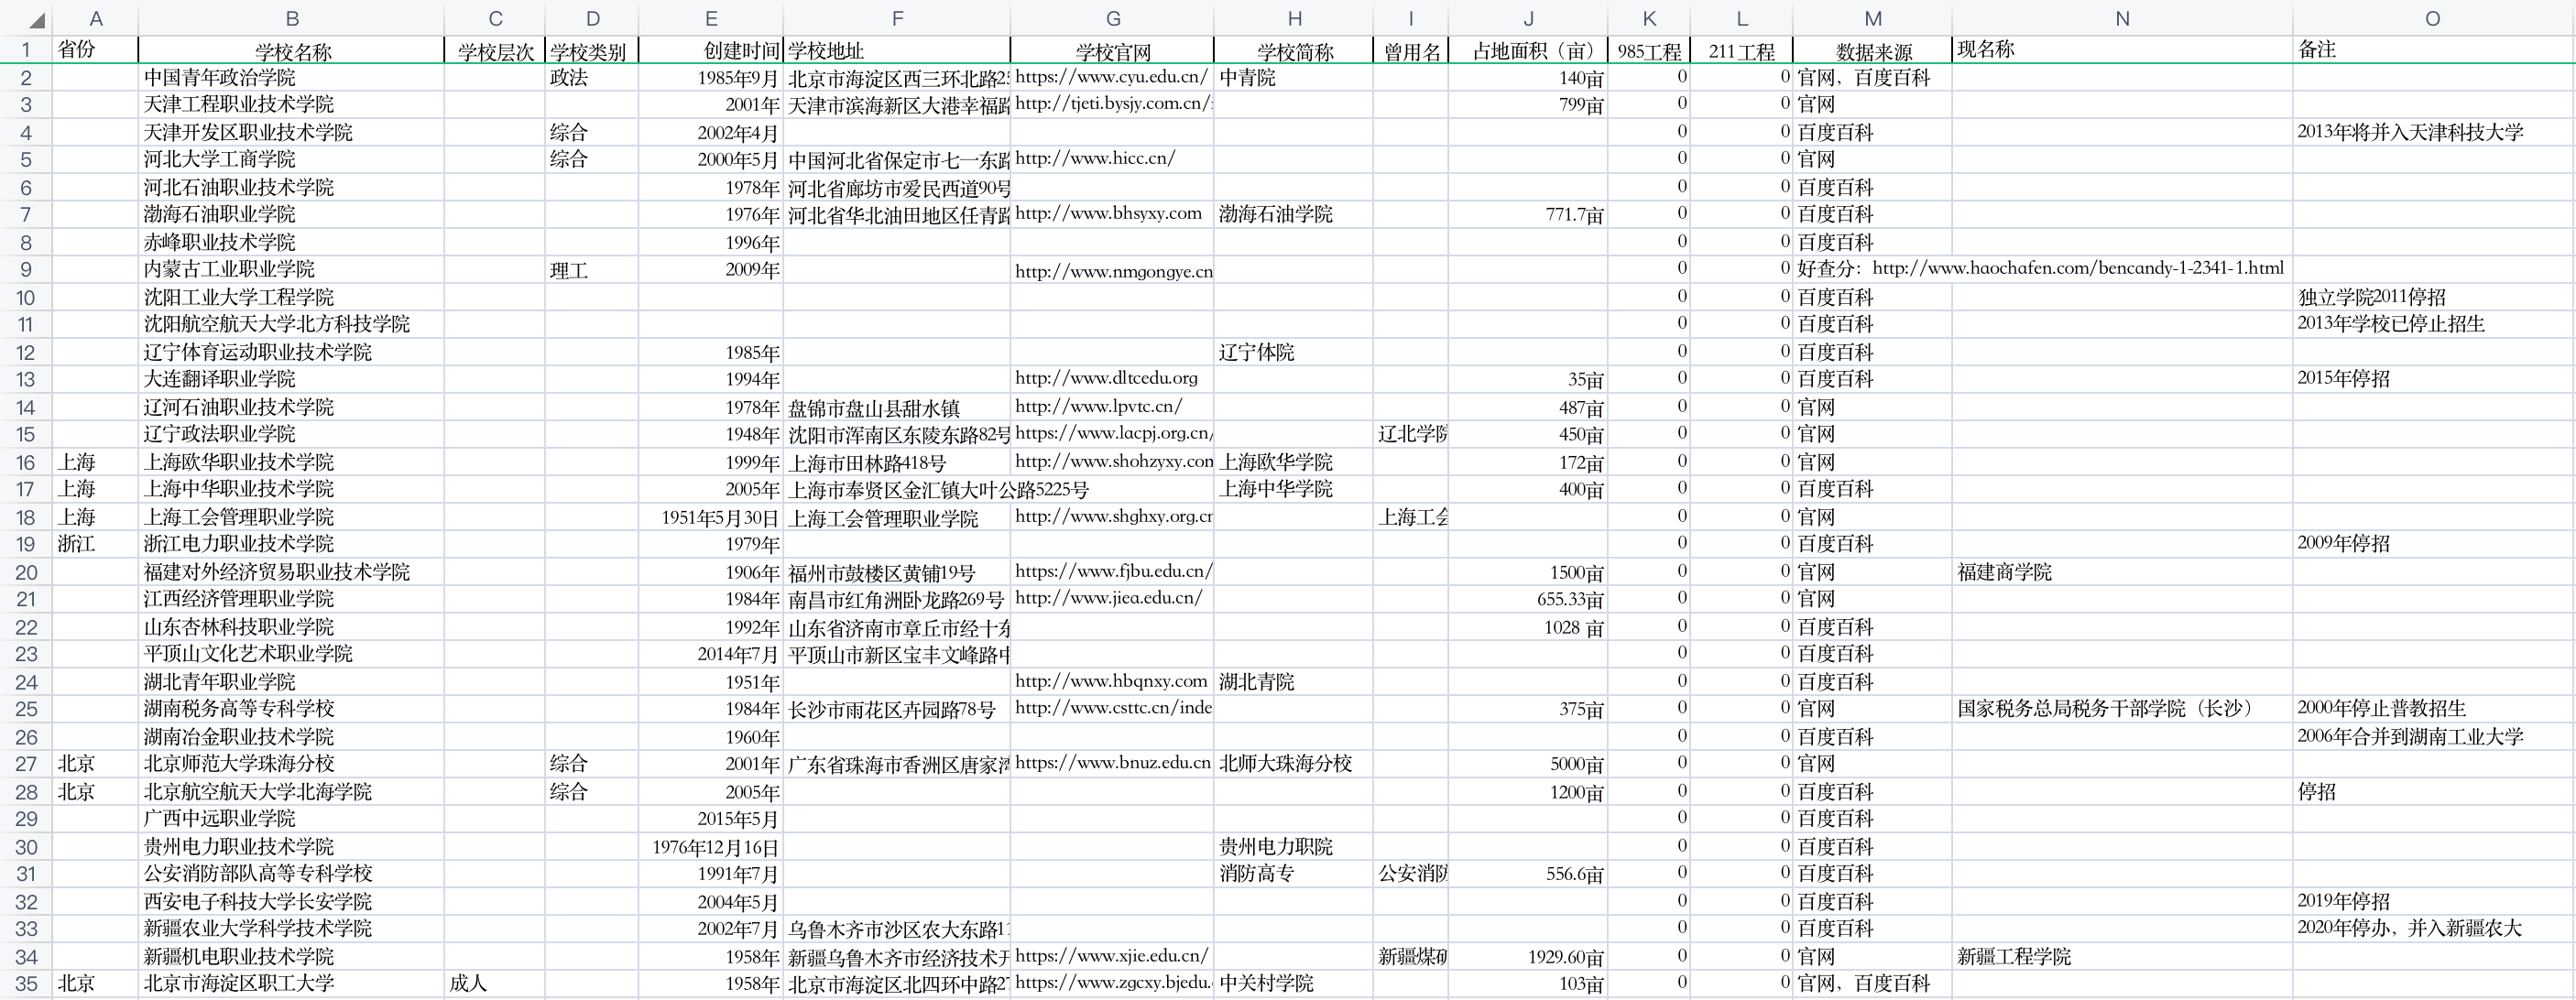 A B C D E F G H I J K L M N O
1 省份 学校名称 学校层次 学校类别 创建时间 学校地址 学校官网 学校简称 曾用名 占地面积（亩） 985工程 211工程 数据来源 现名称 备注
2 中国青年政治学院 政法 1985年9月 北京市海淀区西三环北路25 https://www.cyu.edu.cn/ 中青院 140亩 0 0 官网，百度百科
3 天津工程职业技术学院 2001年 天津市滨海新区大港幸福路 http://tjeti.bysjy.com.cn/ 799亩 0 0 官网
4 天津开发区职业技术学院 综合 2002年4月 0 0 百度百科 2013年将并入天津科技大学
5 河北大学工商学院 综合 2000年5月 中国河北省保定市七一东路 http://www.hicc.cn/ 0 0 官网
6 河北石油职业技术学院 1978年 河北省廊坊市爱民西道90号 0 0 百度百科
7 渤海石油职业学院 1976年 河北省华北油田地区任青路 http://www.bhsyxy.com 渤海石油学院 771.7亩 0 0 百度百科
8 赤峰职业技术学院 1996年 0 0 百度百科
9 内蒙古工业职业学院 理工 2009年 http://www.nmgongye.cn 0 0 好查分：http://www.haochafen.com/bencandy-1-2341-1.html
10 沈阳工业大学工程学院 0 0 百度百科 独立学院2011停招
11 沈阳航空航天大学北方科技学院 0 0 百度百科 2013年学校已停止招生
12 辽宁体育运动职业技术学院 1985年 辽宁体院 0 0 百度百科
13 大连翻译职业学院 1994年 http://www.dltcedu.org 35亩 0 0 百度百科 2015年停招
14 辽河石油职业技术学院 1978年 盘锦市盘山县甜水镇 http://www.lpvtc.cn/ 487亩 0 0 官网
15 辽宁政法职业学院 1948年 沈阳市浑南区东陵东路82号 https://www.lacpj.org.cn/ 辽北学院 450亩 0 0 官网
16 上海 上海欧华职业技术学院 1999年 上海市田林路418号 http://www.shohzyxy.com 上海欧华学院 172亩 0 0 官网
17 上海 上海中华职业技术学院 2005年 上海市奉贤区金汇镇大叶公路5225号 上海中华学院 400亩 0 0 百度百科
18 上海 上海工会管理职业学院 1951年5月30日 上海工会管理职业学院 http://www.shghxy.org.cn 上海工会 0 0 官网
19 浙江 浙江电力职业技术学院 1979年 0 0 百度百科 2009年停招
20 福建对外经济贸易职业技术学院 1906年 福州市鼓楼区黄铺19号 https://www.fjbu.edu.cn/ 1500亩 0 0 官网 福建商学院
21 江西经济管理职业学院 1984年 南昌市红角洲卧龙路269号 http://www.jiea.edu.cn/ 655.33亩 0 0 官网
22 山东杏林科技职业学院 1992年 山东省济南市章丘市经十东 1028 亩 0 0 百度百科
23 平顶山文化艺术职业学院 2014年7月 平顶山市新区宝丰文峰路中 0 0 百度百科
24 湖北青年职业学院 1951年 http://www.hbqnxy.com 湖北青院 0 0 百度百科
25 湖南税务高等专科学校 1984年 长沙市雨花区卉园路78号 http://www.csttc.cn/inde 375亩 0 0 官网 国家税务总局税务干部学院（长沙） 2000年停止普教招生
26 湖南冶金职业技术学院 1960年 0 0 百度百科 2006年合并到湖南工业大学
27 北京 北京师范大学珠海分校 综合 2001年 广东省珠海市香洲区唐家湾 https://www.bnuz.edu.cn 北师大珠海分校 5000亩 0 0 官网
28 北京 北京航空航天大学北海学院 综合 2005年 1200亩 0 0 百度百科 停招
29 广西中远职业学院 2015年5月 0 0 百度百科
30 贵州电力职业技术学院 1976年12月16日 贵州电力职院 0 0 百度百科
31 公安消防部队高等专科学校 1991年7月 消防高专 公安消防 556.6亩 0 0 百度百科
32 西安电子科技大学长安学院 2004年5月 0 0 百度百科 2019年停招
33 新疆农业大学科学技术学院 2002年7月 乌鲁木齐市沙区农大东路1 0 0 百度百科 2020年停办，并入新疆农大
34 新疆机电职业技术学院 1958年 新疆乌鲁木齐市经济技术开 https://www.xjie.edu.cn/ 新疆煤矿 1929.60亩 0 0 官网 新疆工程学院
35 北京 北京市海淀区职工大学 成人 1958年 北京市海淀区北四环中路27 https://www.zgcxy.bjedu. 中关村学院 103亩 0 0 官网，百度百科